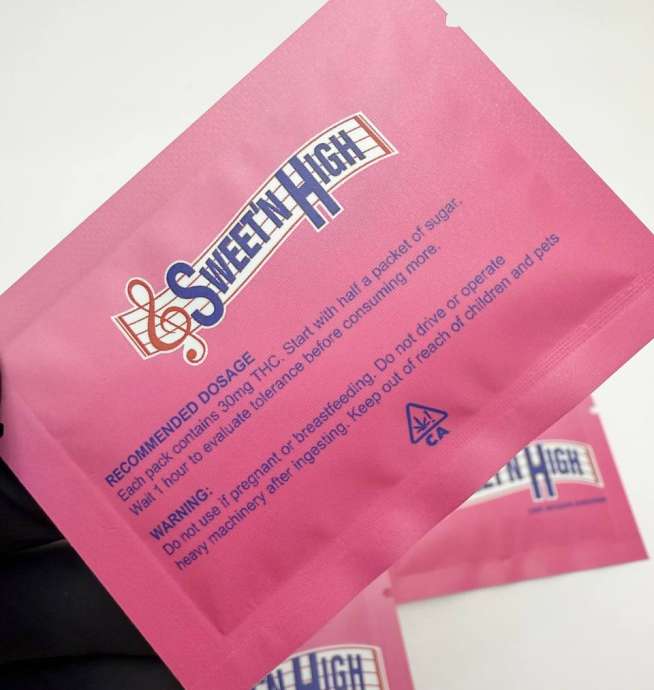 SWEET'N HIGH
RECOMMENDED DOSAGE
Each pack contains 30mg THC. Start with half a packet of sugar.
Wait 1 hour to evaluate tolerance before consuming more.
WARNING:
Do not use if pregnant or breastfeeding. Do not drive or operate
heavy machinery after ingesting. Keep out of reach of children and pets
CA
HIGH
HIGH